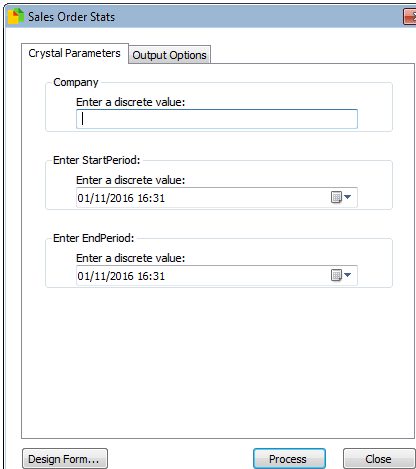 Sales Order Stats
Crystal Parameters Output Options
Company
Enter a discrete value:
Enter StartPeriod:
Enter a discrete value:
01/11/2016 16:31
Enter EndPeriod:
Enter a discrete value:
01/11/2016 16:31
Design Form... Process Close